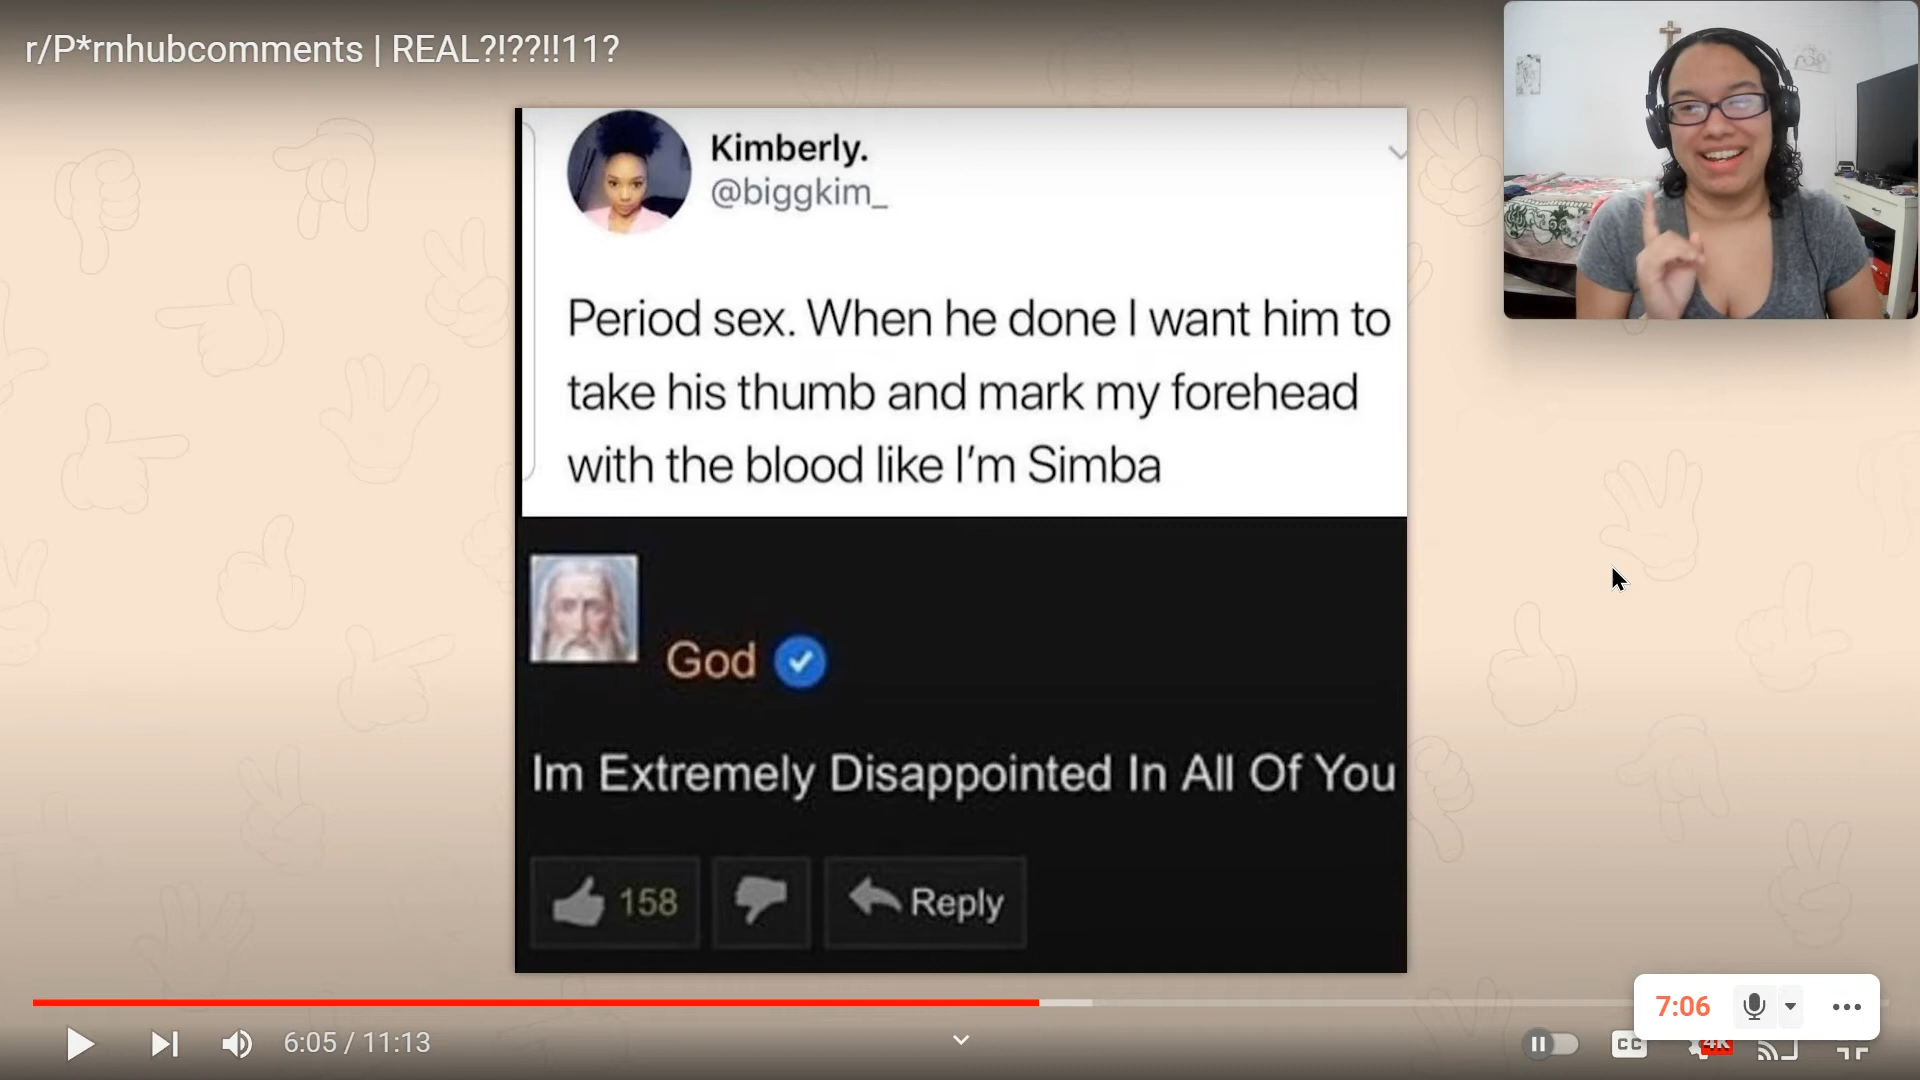 r/P*rnhubcomments | REAL?!??!!11?
Kimberly.
@biggkim_
Period sex. When he done I want him to
take his thumb and mark my forehead
with the blood like I'm Simba
God
Im Extremely Disappointed In All Of You
158
Reply
7:06
6:05 / 11:13
CC
4K